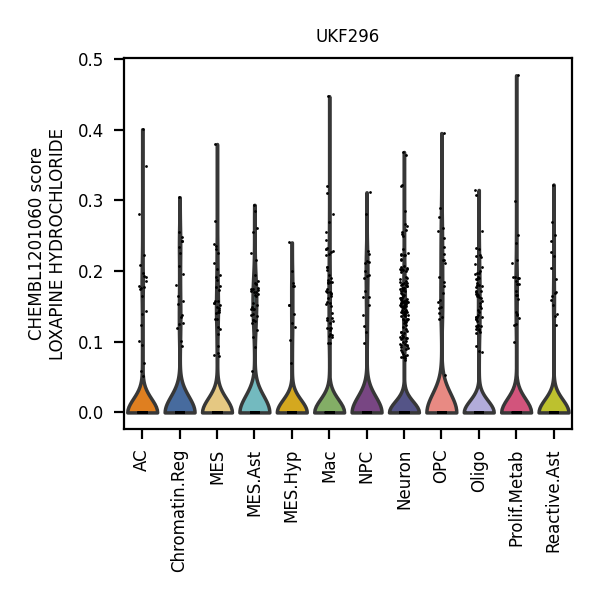 UKF296
CHEMBL1201060 score
LOXAPINE HYDROCHLORIDE
0.5
0.4
0.3
0.2
0.1
0.0
AC
Chromatin.Reg
MES
MES.Ast
MES.Hyp
Mac
NPC
Neuron
OPC
Oligo
Prolif.Metab
Reactive.Ast